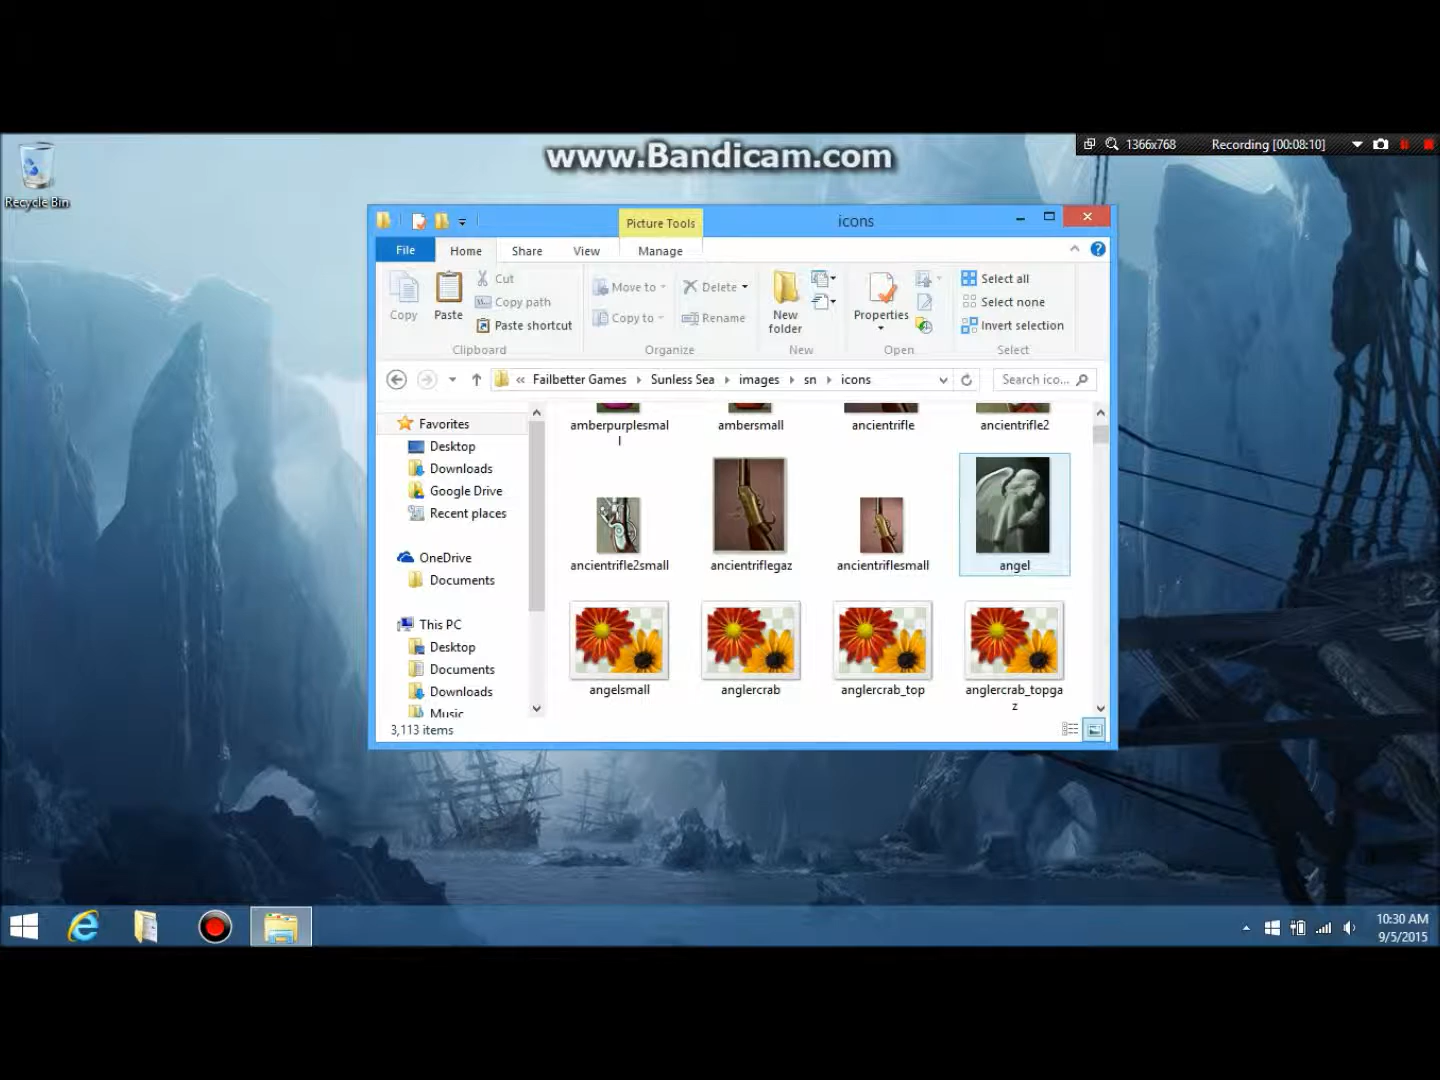 www.Bandicam.com
1366x768 Recording [00:08:10]
Recycle Bin
Picture Tools
icons
File Home Share View Manage
Copy
Paste
Cut
Copy path
Paste shortcut
Clipboard
Move to
Copy to
Delete
Rename
Organize
New
folder
New
Properties
Open
Select all
Select none
Invert selection
Select
« Failbetter Games Sunless Sea images sn icons
Search ico...
Favorites
Desktop
Downloads
Google Drive
Recent places
OneDrive
Documents
This PC
Desktop
Documents
Downloads
Music
amberpurplesmal
l
ambersmall
ancientrifle
ancientrifle2
ancientrifle2small
ancientriflegaz
ancientriflesmall
angel
angelsmall
anglercrab
anglercrab_top
anglercrab_topga
z
3,113 items
10:30 AM
9/5/2015